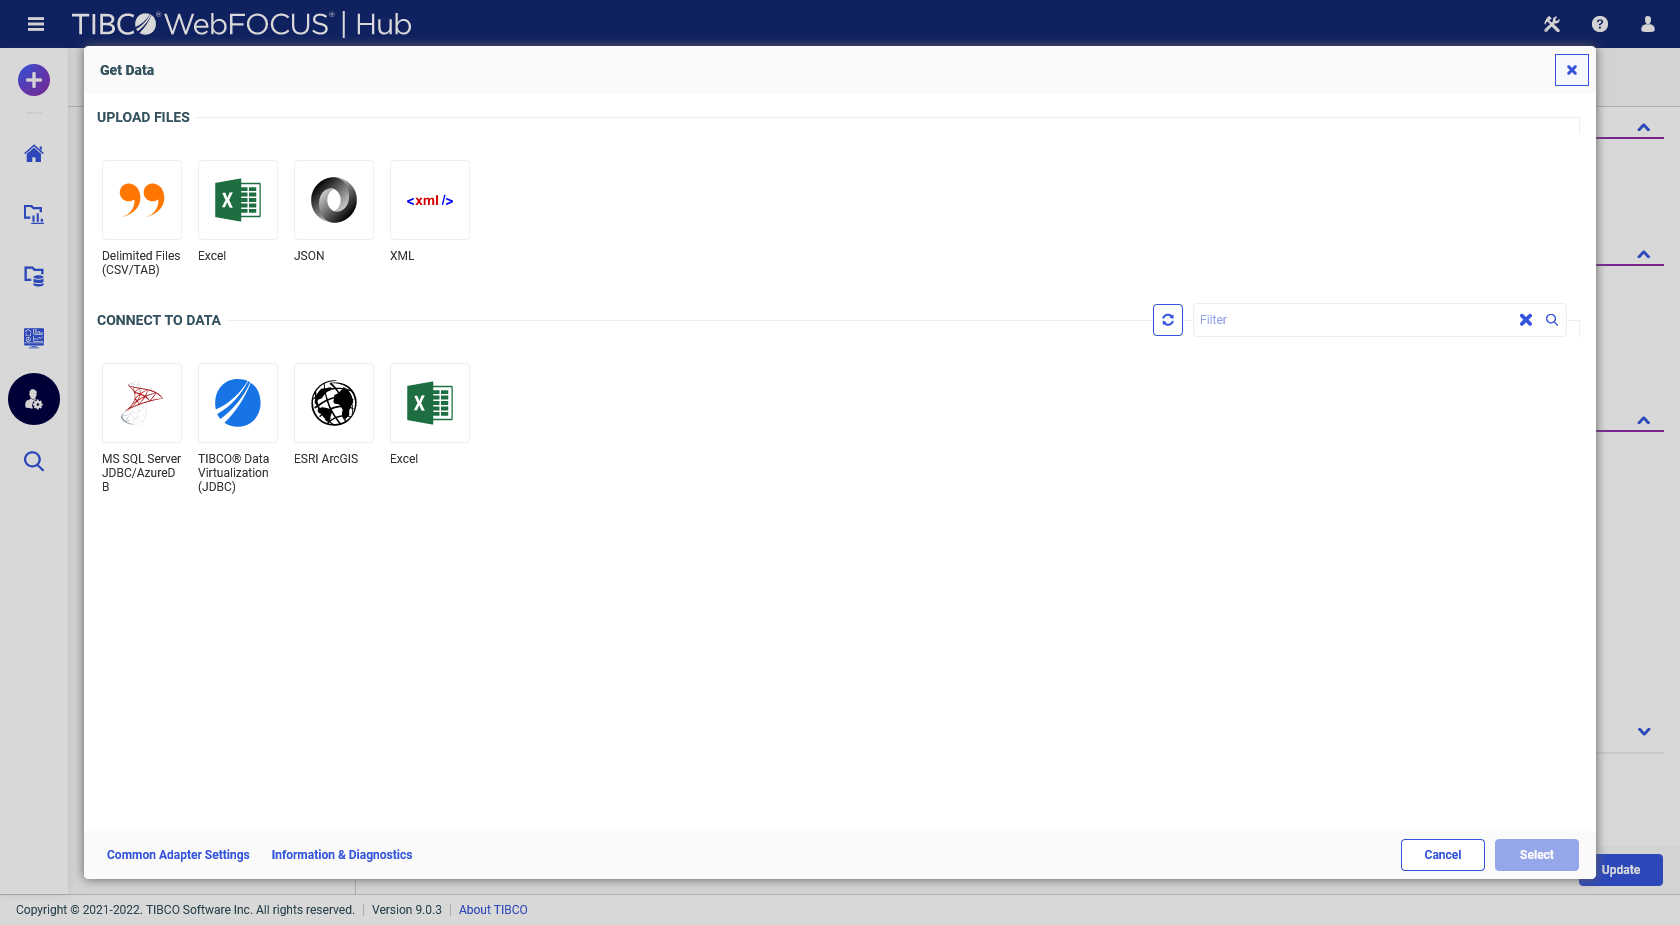 TIBCO® WebFOCUS® | Hub
Get Data
UPLOAD FILES
<xml/>
Delimited Files
(CSV/TAB)
Excel
JSON
XML
CONNECT TO DATA
Filter
MS SQL Server
JDBC/AzureD
B
TIBCO® Data
Virtualization
(JDBC)
ESRI ArcGIS
Excel
Common Adapter Settings
Information & Diagnostics
Cancel
Select
Update
Copyright © 2021-2022. TIBCO Software Inc. All rights reserved. | Version 9.0.3 | About TIBCO